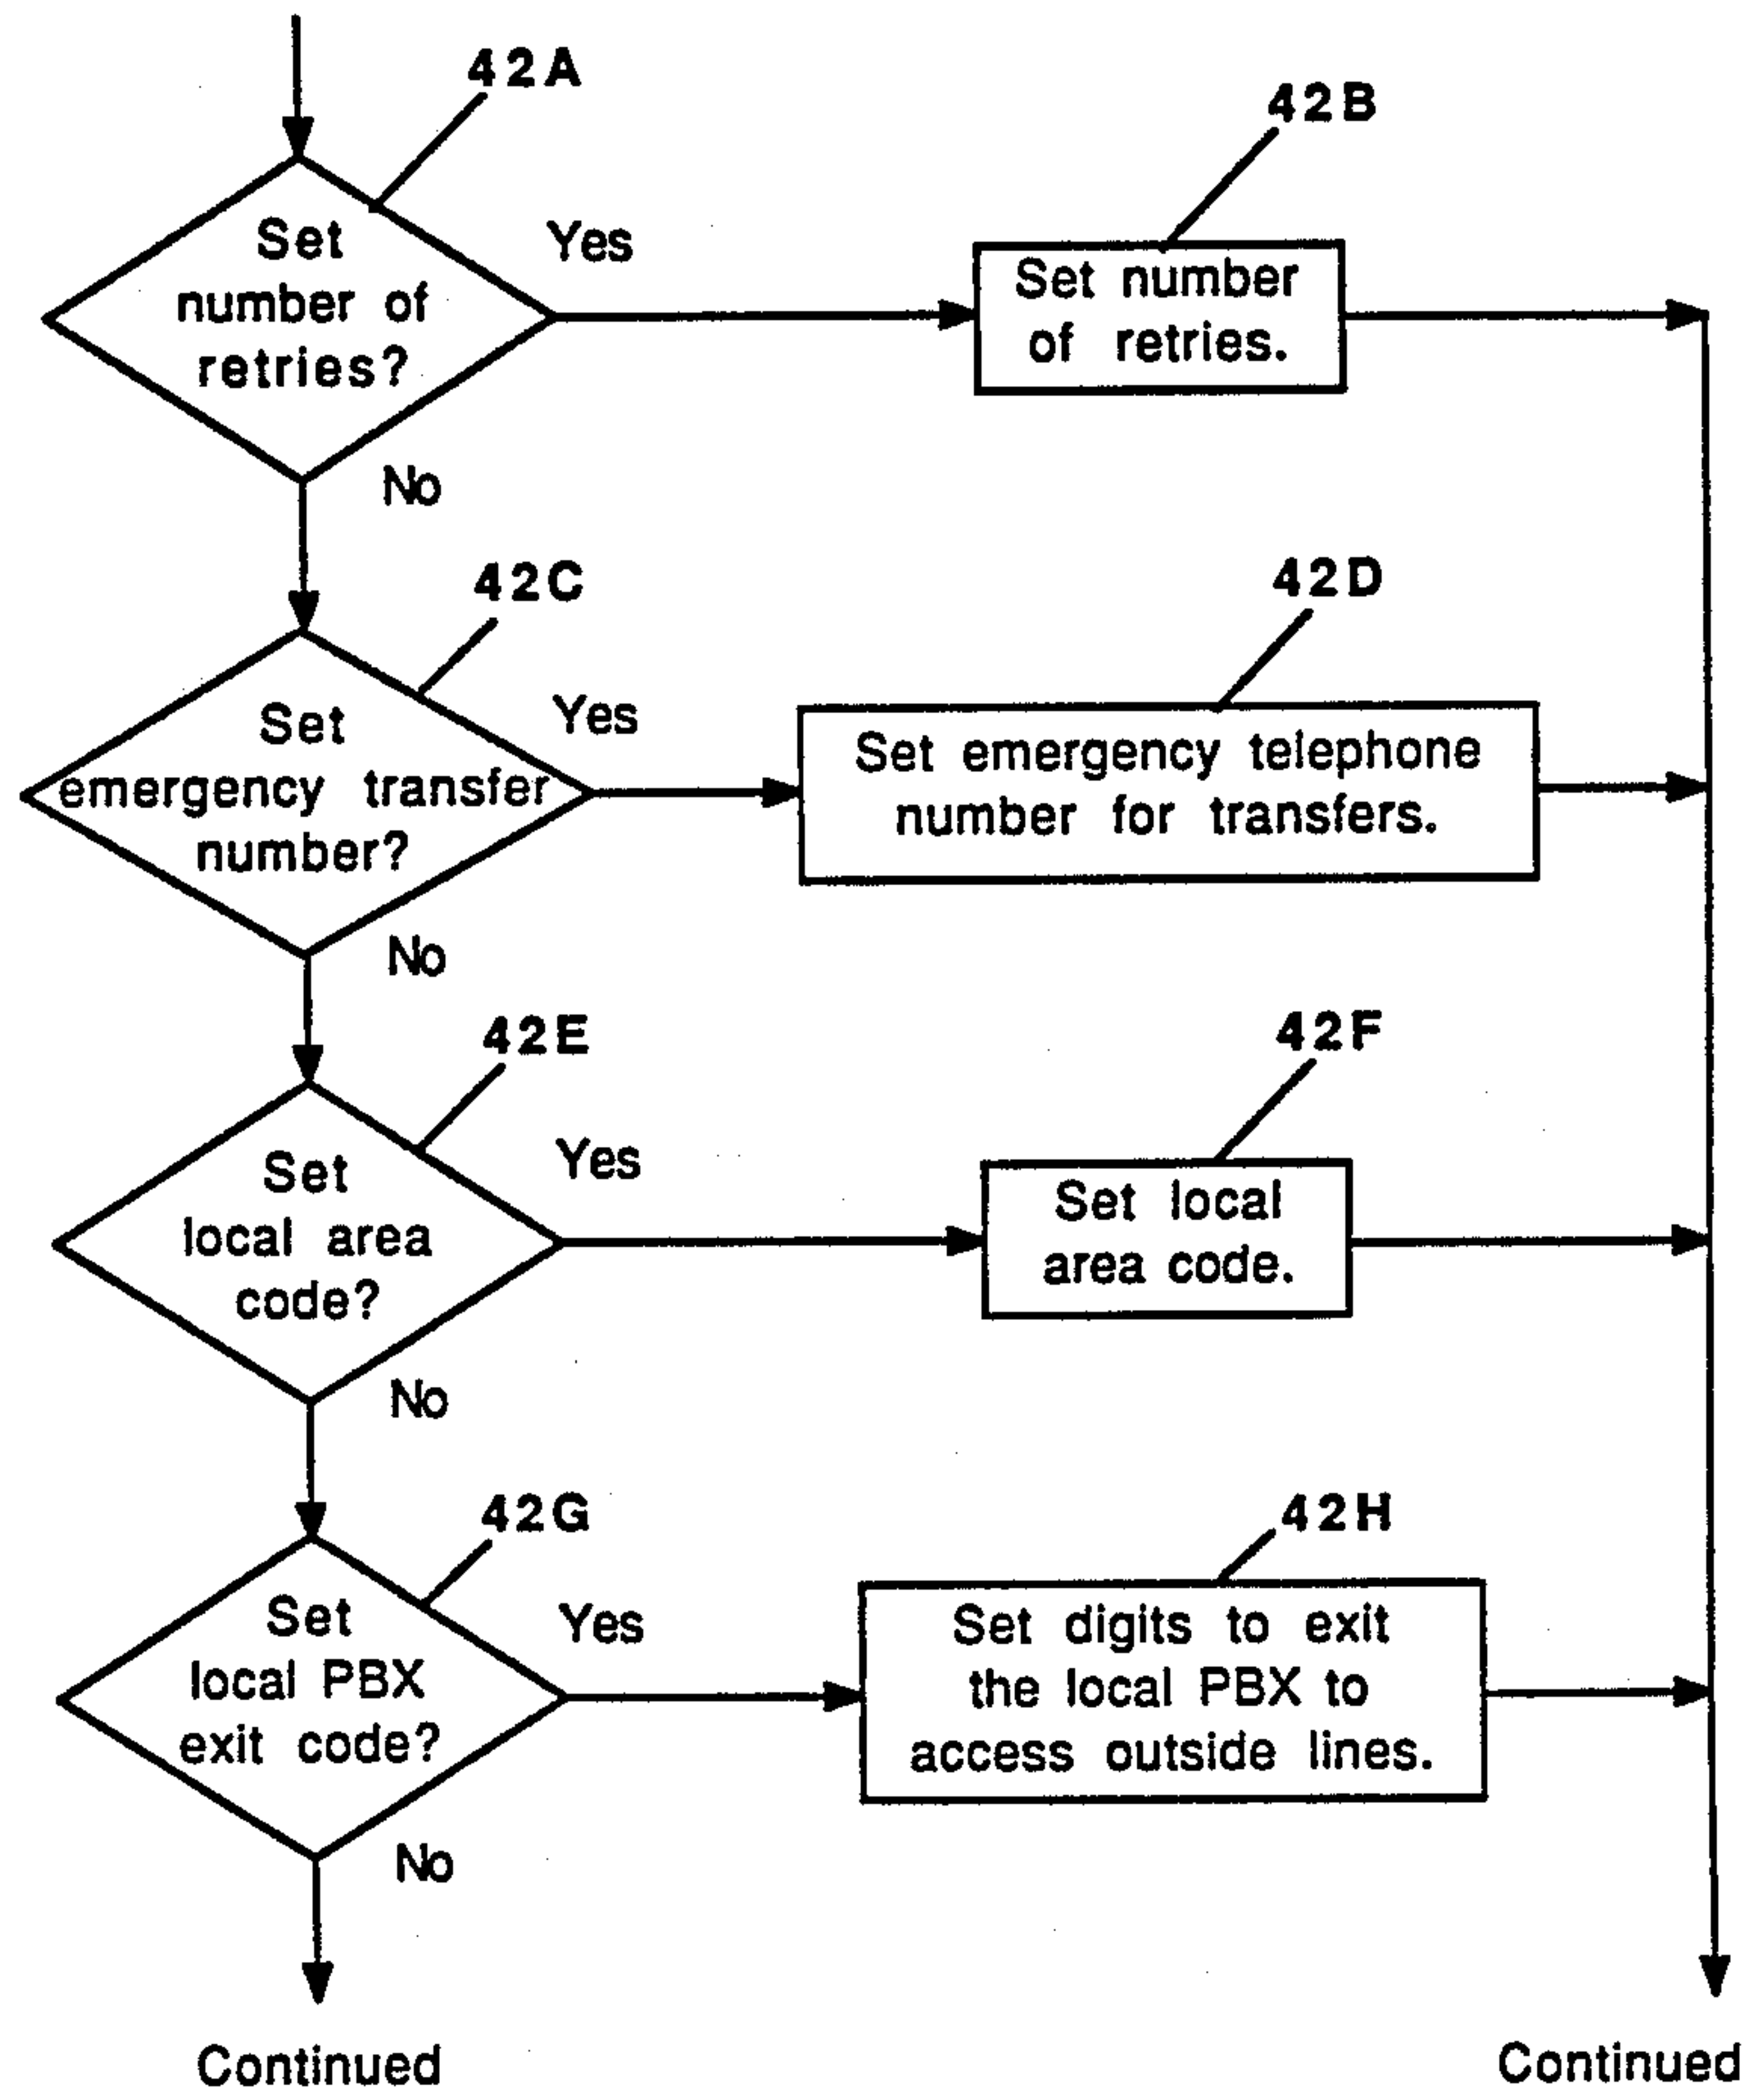 42A
42B
Set
number of
retries?
Yes
Set number
of retries.
No
42C
42D
Set
emergency transfer
number?
Yes
Set emergency telephone
number for transfers.
No
42E
42F
Set
local area
code?
Yes
Set local
area code.
No
42G
42H
Set
local PBX
exit code?
Yes
Set digits to exit
the local PBX to
access outside lines.
No
Continued
Continued